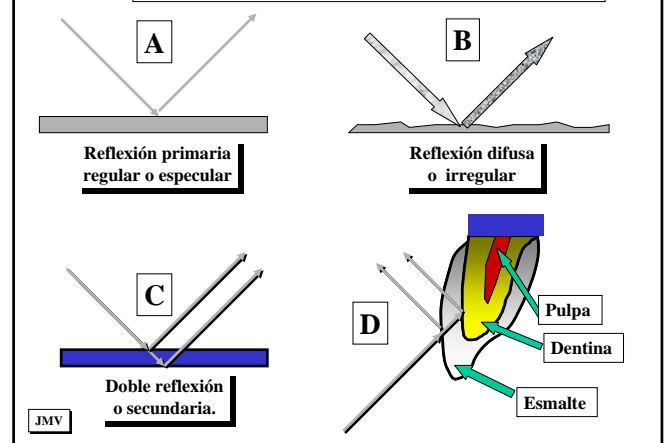 A
B
Reflexión primaria
regular o especular
Reflexión difusa
o irregular
C
D
Pulpa
Dentina
Esmalte
Doble reflexión
o secundaria.
JMV